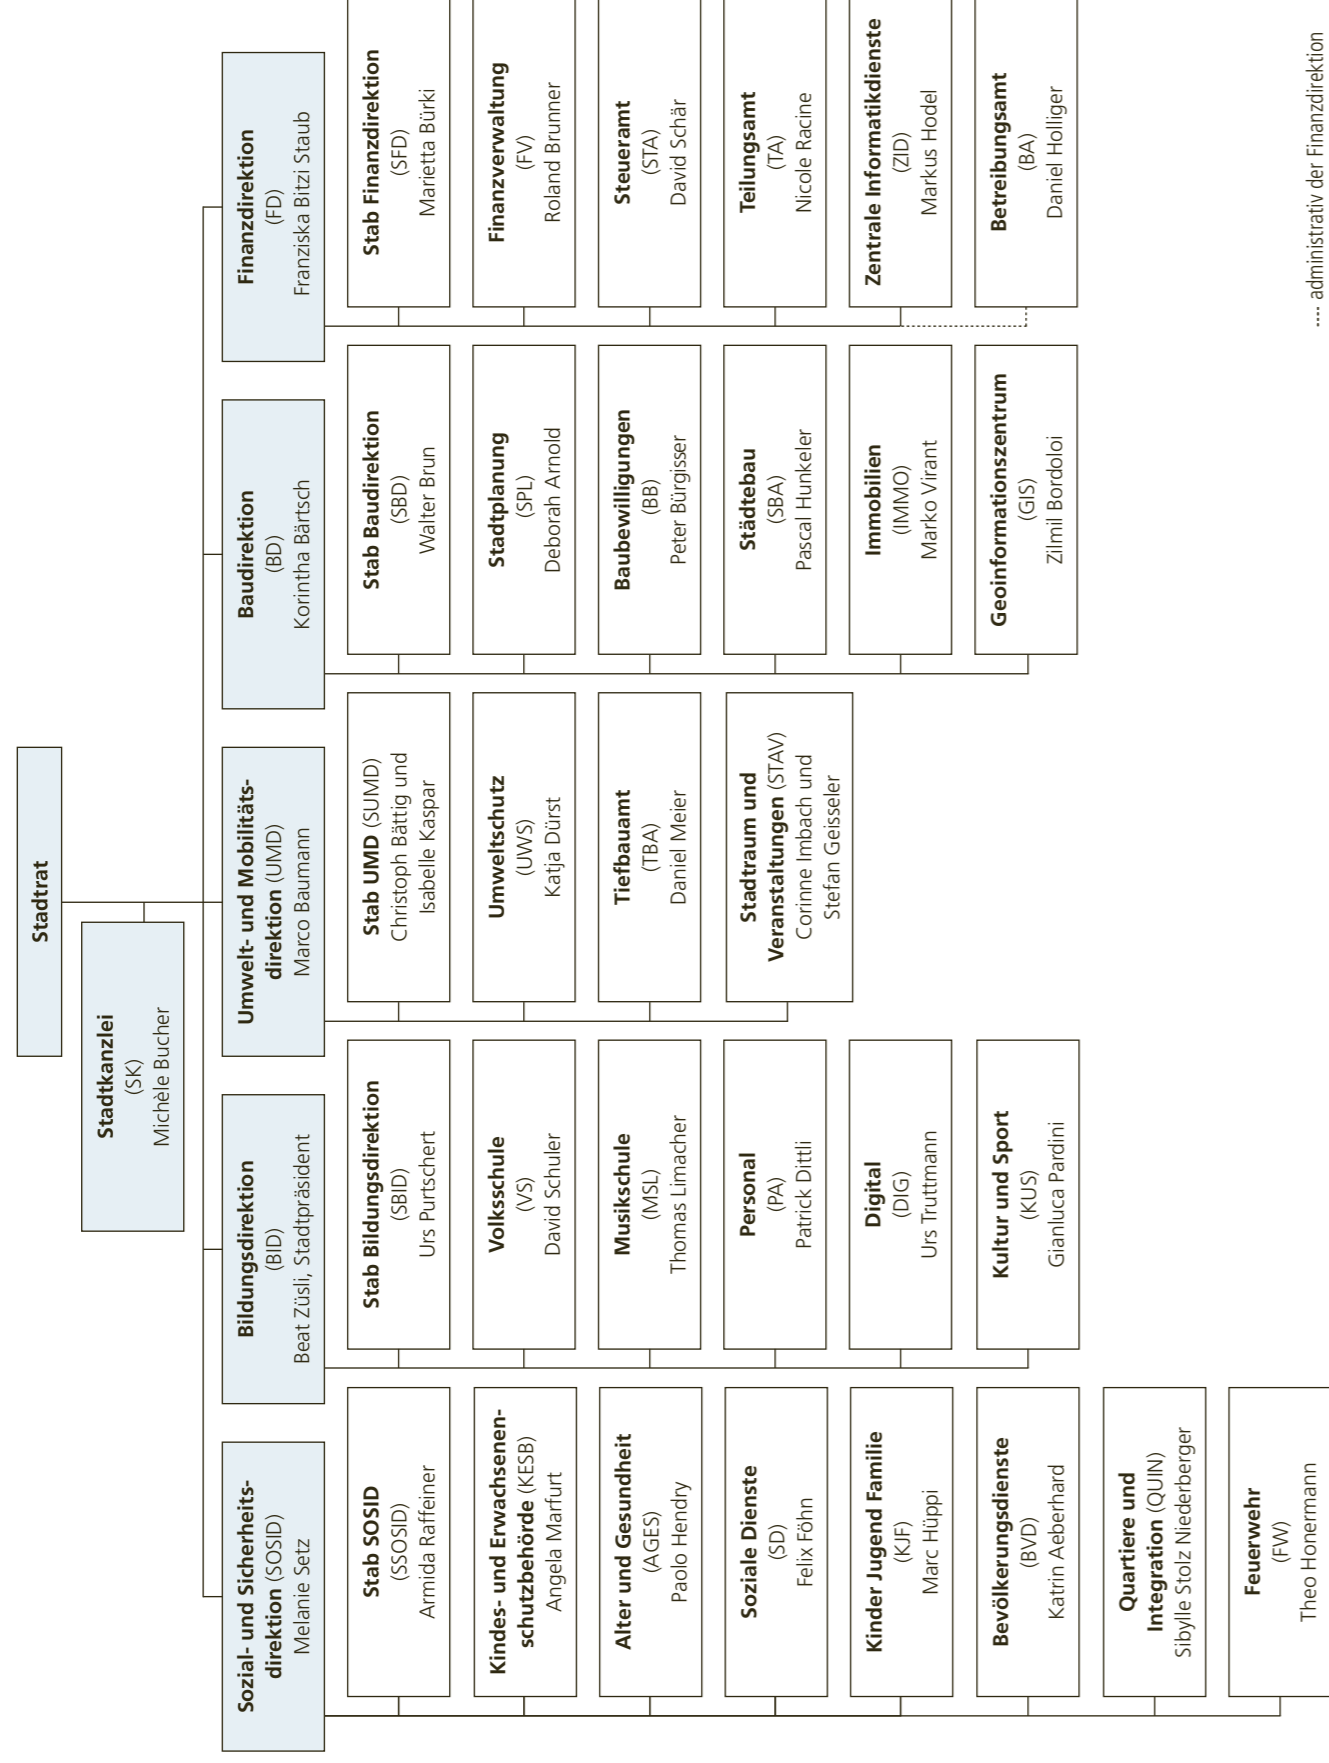 Stadtrat
Stadtkanzlei
(SK)
Michèle Bucher
Sozial- und Sicherheits-
direktion (SOSID)
Melanie Setz
Stab SOSID
(SSOSID)
Armida Raffeiner
Kindes- und Erwachsenen-
schutzbehörde (KESB)
Angela Marfurt
Alter und Gesundheit
(AGES)
Paolo Hendry
Soziale Dienste
(SD)
Felix Föhn
Kinder Jugend Familie
(KJF)
Marc Hüppi
Bevölkerungsdienste
(BVD)
Katrin Aeberhard
Quartiere und
Integration (QUIN)
Sibylle Stolz Niederberger
Feuerwehr
(FW)
Theo Honermann
Bildungsdirektion
(BID)
Beat Züsli, Stadtpräsident
Stab Bildungsdirektion
(SBID)
Urs Purtschert
Volksschule
(VS)
David Schuler
Musikschule
(MSL)
Thomas Limacher
Personal
(PA)
Patrick Dittli
Digital
(DIG)
Urs Truttmann
Kultur und Sport
(KUS)
Gianluca Pardini
Umwelt- und Mobilitäts-
direktion (UMD)
Marco Baumann
Stab UMD (SUMD)
Christoph Bättig und
Isabelle Kaspar
Umweltschutz
(UWS)
Katja Dürst
Tiefbauamt
(TBA)
Daniel Meier
Stadtraum und
Veranstaltungen (STAV)
Corinne Imbach und
Stefan Geisseler
Baudirektion
(BD)
Korintha Bärtsch
Stab Baudirektion
(SBD)
Walter Brun
Stadtplanung
(SPL)
Deborah Arnold
Baubewilligungen
(BB)
Peter Bürgisser
Städtebau
(SBA)
Pascal Hunkeler
Immobilien
(IMMO)
Marko Virant
Geoinformationszentrum
(GIS)
Zilmil Bordoloi
Finanzdirektion
(FD)
Franziska Bitzi Staub
Stab Finanzdirektion
(SFD)
Marietta Bürki
Finanzverwaltung
(FV)
Roland Brunner
Steueramt
(STA)
David Schär
Teilungsamt
(TA)
Nicole Racine
Zentrale Informatikdienste
(ZID)
Markus Hodel
Betreibungsamt
(BA)
Daniel Holliger
---- administrativ der Finanzdirektion